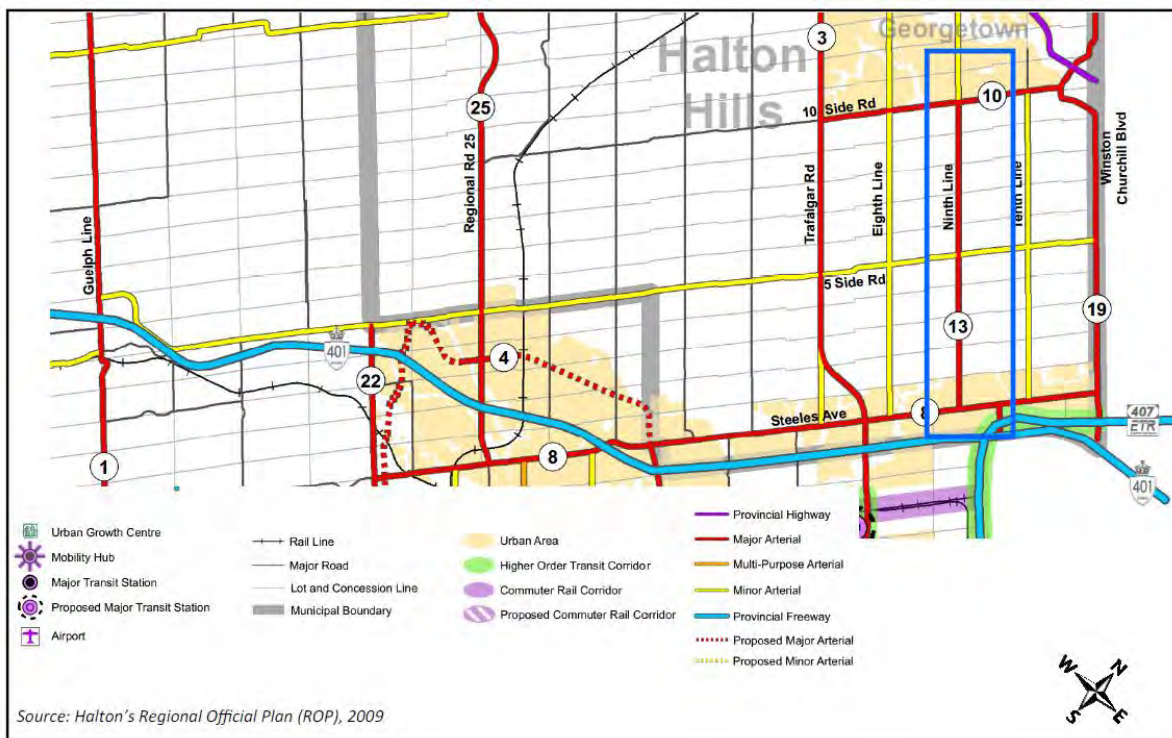 Georgetown
Halton
Hills
3
25
10
10 Side Rd
Guelph Line
Regional Rd 25
Trafalgar Rd
Eighth Line
Ninth Line
Tenth Line
Winston
Churchill Blvd
5 Side Rd
13
19
401
4
22
Steeles Ave
8
407
ETR
8
1
401
Urban Growth Centre
Mobility Hub
Major Transit Station
Proposed Major Transit Station
Airport
Rail Line
Major Road
Lot and Concession Line
Municipal Boundary
Urban Area
Higher Order Transit Corridor
Commuter Rail Corridor
Proposed Commuter Rail Corridor
Provincial Highway
Major Arterial
Multi-Purpose Arterial
Minor Arterial
Provincial Freeway
Proposed Major Arterial
Proposed Minor Arterial
W N
S E
Source: Halton's Regional Official Plan (ROP), 2009